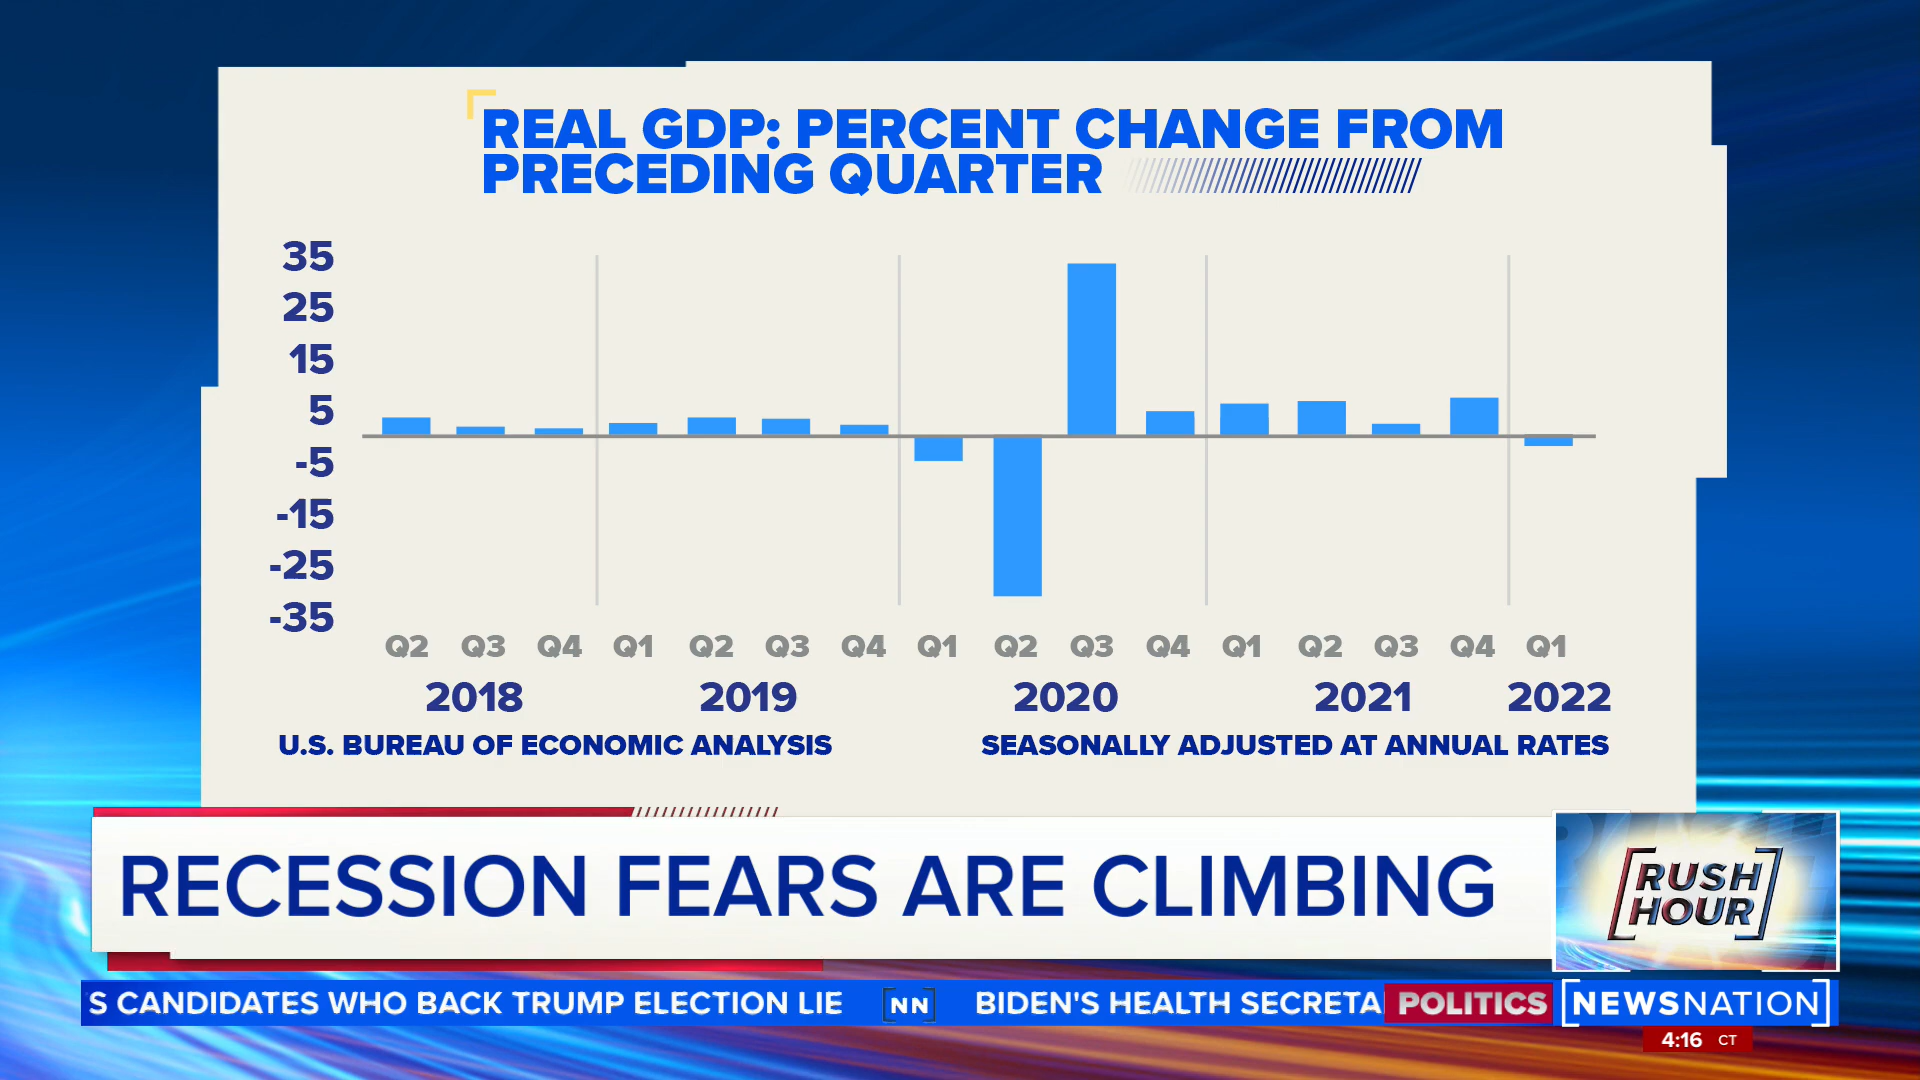 REAL GDP: PERCENT CHANGE FROM
PRECEDING QUARTER
35
25
15
5
-5
-15
-25
-35
Q2 Q3 Q4 Q1 Q2 Q3 Q4 Q1 Q2 Q3 Q4 Q1 Q2 Q3 Q4 Q1
2018 2019 2020 2021 2022
U.S. BUREAU OF ECONOMIC ANALYSIS SEASONALLY ADJUSTED AT ANNUAL RATES
RECESSION FEARS ARE CLIMBING
RUSH
HOUR
S CANDIDATES WHO BACK TRUMP ELECTION LIE NN BIDEN'S HEALTH SECRETA POLITICS NEWSNATION
4:16 CT